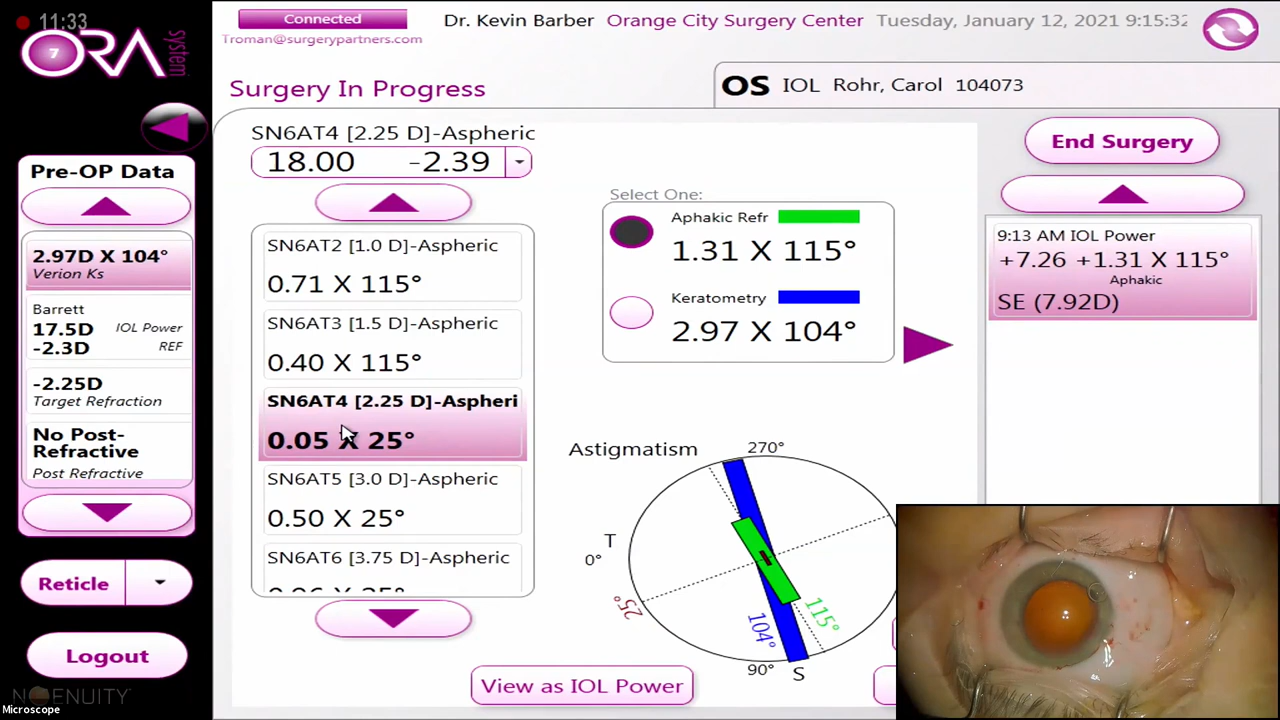 11:33
ORA
system
7
Connected
Troman@surgerypartners.com
Dr. Kevin Barber Orange City Surgery Center Tuesday, January 12, 2021 9:15:32
Surgery In Progress
OS IOL Rohr, Carol 104073
Pre-OP Data
2.97D X 104°
Verion Ks
Barrett
17.5D IOL Power
-2.3D REF
-2.25D
Target Refraction
No Post-
Refractive
Post Refractive
Reticle
Logout
SN6AT4 [2.25 D]-Aspheric
18.00 -2.39
SN6AT2 [1.0 D]-Aspheric
0.71 X 115°
SN6AT3 [1.5 D]-Aspheric
0.40 X 115°
SN6AT4 [2.25 D]-Aspheri
0.05 X 25°
SN6AT5 [3.0 D]-Aspheric
0.50 X 25°
SN6AT6 [3.75 D]-Aspheric
Select One:
Aphakic Refr
1.31 X 115°
Keratometry
2.97 X 104°
Astigmatism
270°
T
0°
25°
104°
115°
90°
S
View as IOL Power
End Surgery
9:13 AM IOL Power
+7.26 +1.31 X 115°
Aphakic
SE (7.92D)
Microscope